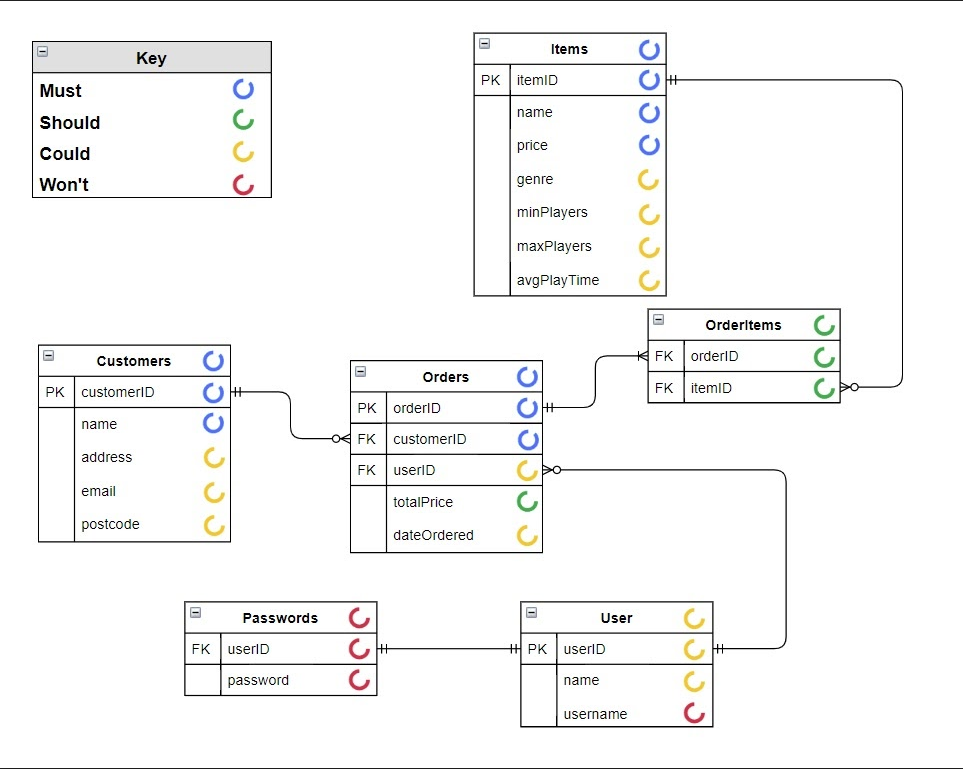 Key
Must
Should
Could
Won't
Items
PK itemID
name
price
genre
minPlayers
maxPlayers
avgPlayTime
OrderItems
FK orderID
FK itemID
Customers
PK customerID
name
address
email
postcode
Orders
PK orderID
FK customerID
FK userID
totalPrice
dateOrdered
Passwords
FK userID
password
User
PK userID
name
username